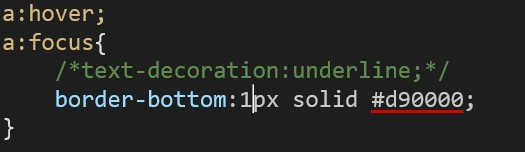 a:hover;
a:focus{
/*text-decoration:underline;*/
border-bottom:1px solid #d90000;
}